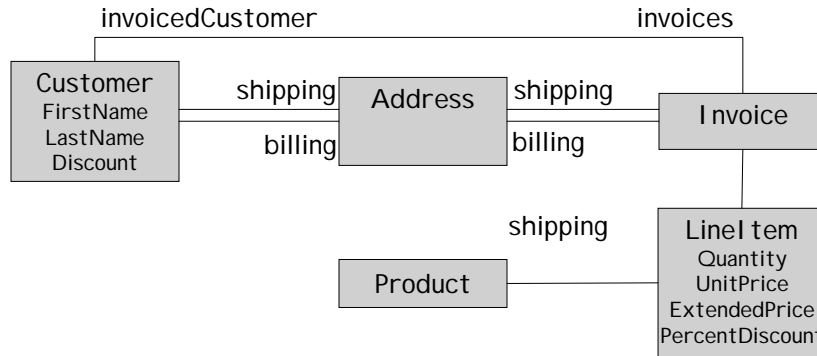 invoicedCustomer invoices
Customer
FirstName
LastName
Discount
shipping
billing
Address
shipping
billing
Invoice
shipping
LineItem
Quantity
UnitPrice
ExtendedPrice
PercentDiscount
Product